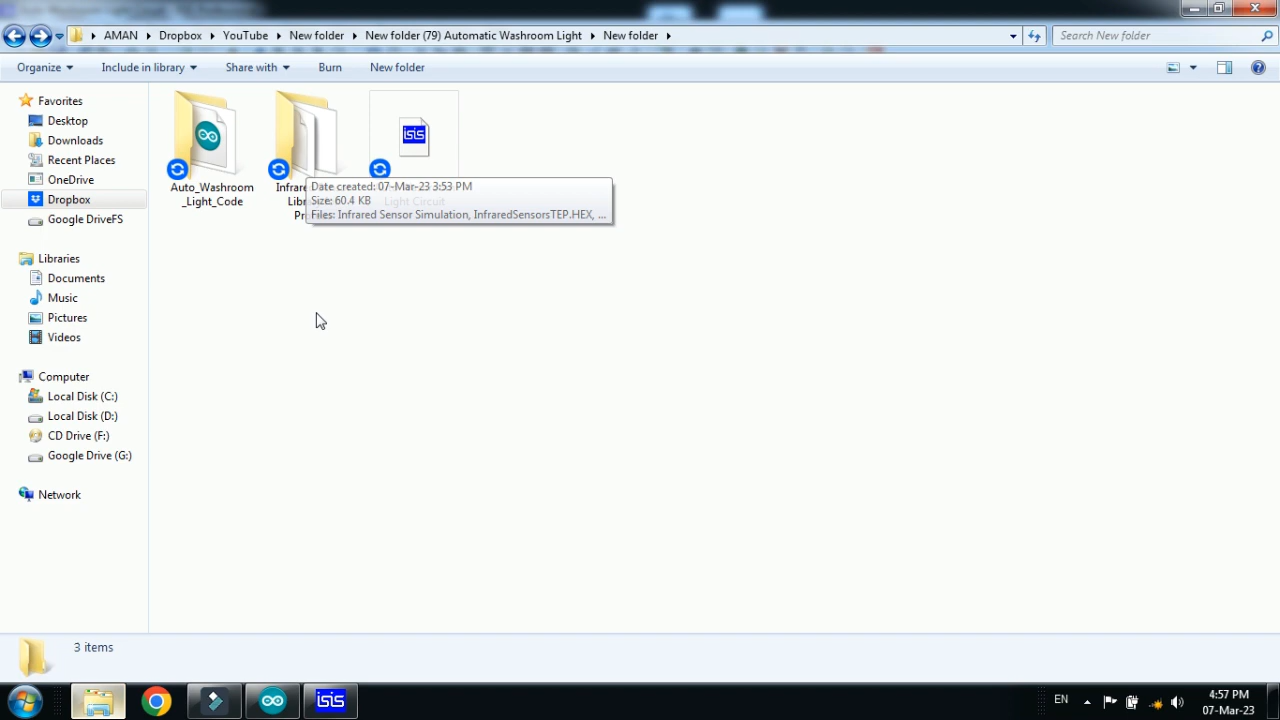 AMAN
Dropbox
YouTube
New folder
New folder (79) Automatic Washroom Light
New folder
Search New folder
Organize
Include in library
Share with
Burn
New folder
Favorites
Desktop
Downloads
Recent Places
OneDrive
Dropbox
Google DriveFS
Libraries
Documents
Music
Pictures
Videos
Computer
Local Disk (C:)
Local Disk (D:)
CD Drive (F:)
Google Drive (G:)
Network
isis
Auto_Washroom
_Light_Code
Date created: 07-Mar-23 3:53 PM
Size: 60.4 KB
Light Circuit
Files: Infrared Sensor Simulation, InfraredSensorsTEP.HEX, ...
3 items
isis
EN
4:57 PM
07-Mar-23